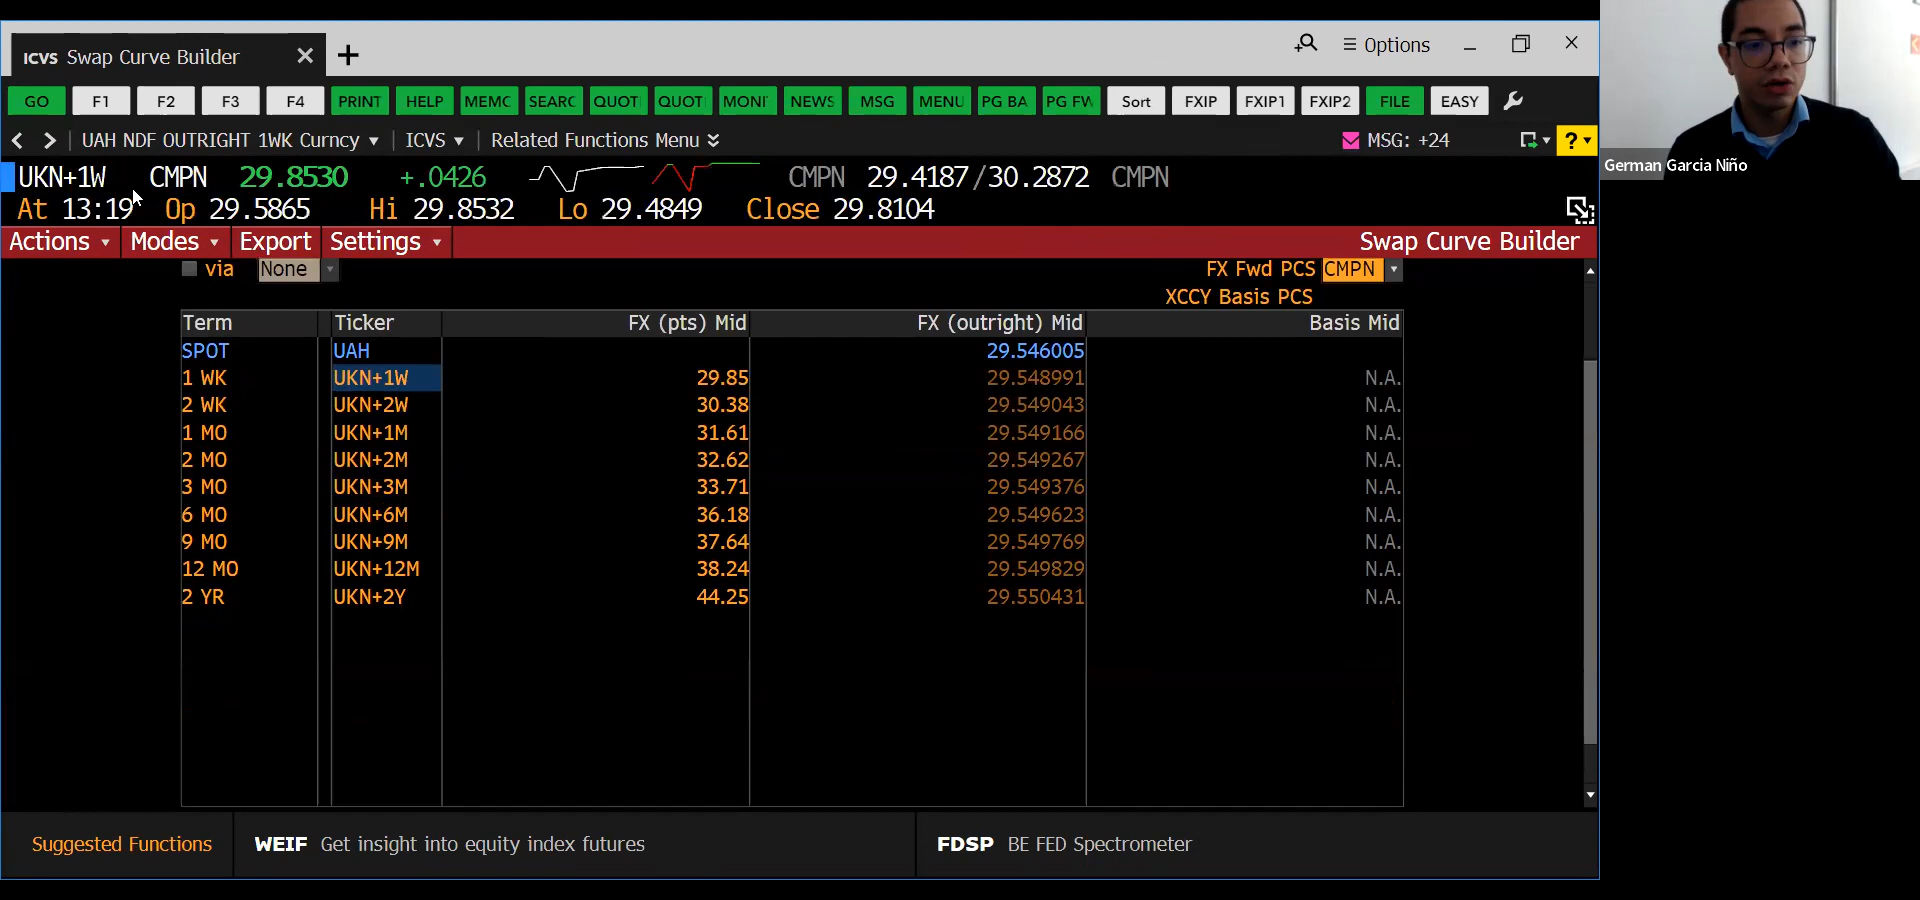 ICVS Swap Curve Builder × +
Options
GO F1 F2 F3 F4 PRINT HELP MEMC SEARC QUOT QUOT MONI NEWS MSG MENU PG BA PG FW Sort FXIP FXIP1 FXIP2 FILE EASY
UAH NDF OUTRIGHT 1WK Curncy ICVS Related Functions Menu MSG: +24 ?
UKN+1W CMPN 29.8530 +.0426 CMPN 29.4187/30.2872 CMPN
At 13:19 Op 29.5865 Hi 29.8532 Lo 29.4849 Close 29.8104
Actions Modes Export Settings Swap Curve Builder
via None FX Fwd PCS CMPN
XCCY Basis PCS
Term Ticker FX (pts) Mid FX (outright) Mid Basis Mid
SPOT UAH 29.546005
1 WK UKN+1W 29.85 29.548991 N.A.
2 WK UKN+2W 30.38 29.549043 N.A.
1 MO UKN+1M 31.61 29.549166 N.A.
2 MO UKN+2M 32.62 29.549267 N.A.
3 MO UKN+3M 33.71 29.549376 N.A.
6 MO UKN+6M 36.18 29.549623 N.A.
9 MO UKN+9M 37.64 29.549769 N.A.
12 MO UKN+12M 38.24 29.549829 N.A.
2 YR UKN+2Y 44.25 29.550431 N.A.
Suggested Functions WEIF Get insight into equity index futures FDSP BE FED Spectrometer
German Garcia Niño